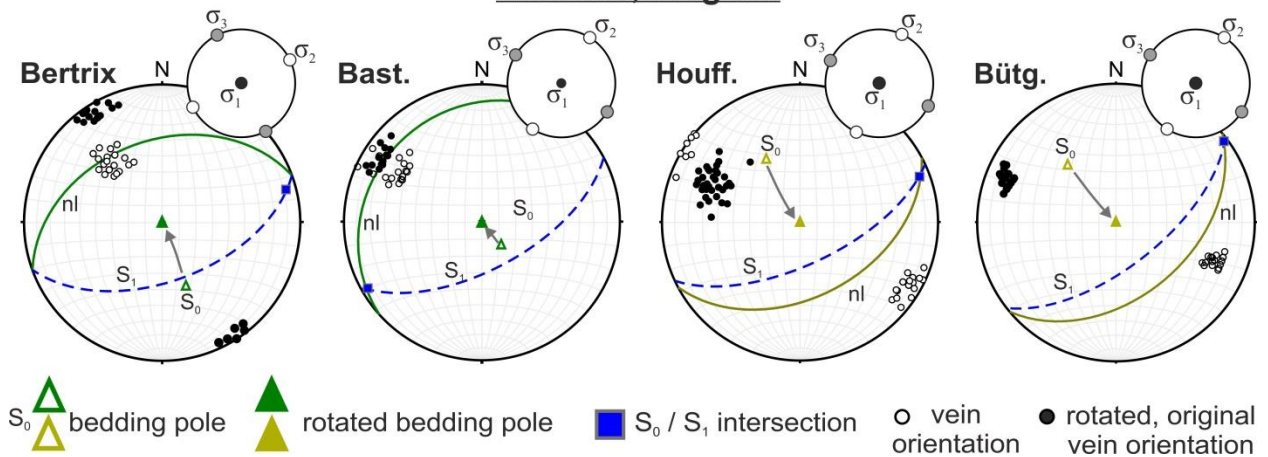 σ3 σ2 σ1
Bertrix N
nl S1 S0
σ3 σ2 σ1
Bast. N
nl S0 S1
σ3 σ2 σ1
Houff. N
S0 S1 nl
σ3 σ2 σ1
Bütg. N
S0 S1 nl
S0 bedding pole
rotated bedding pole
S0 / S1 intersection
vein
orientation
rotated, original
vein orientation